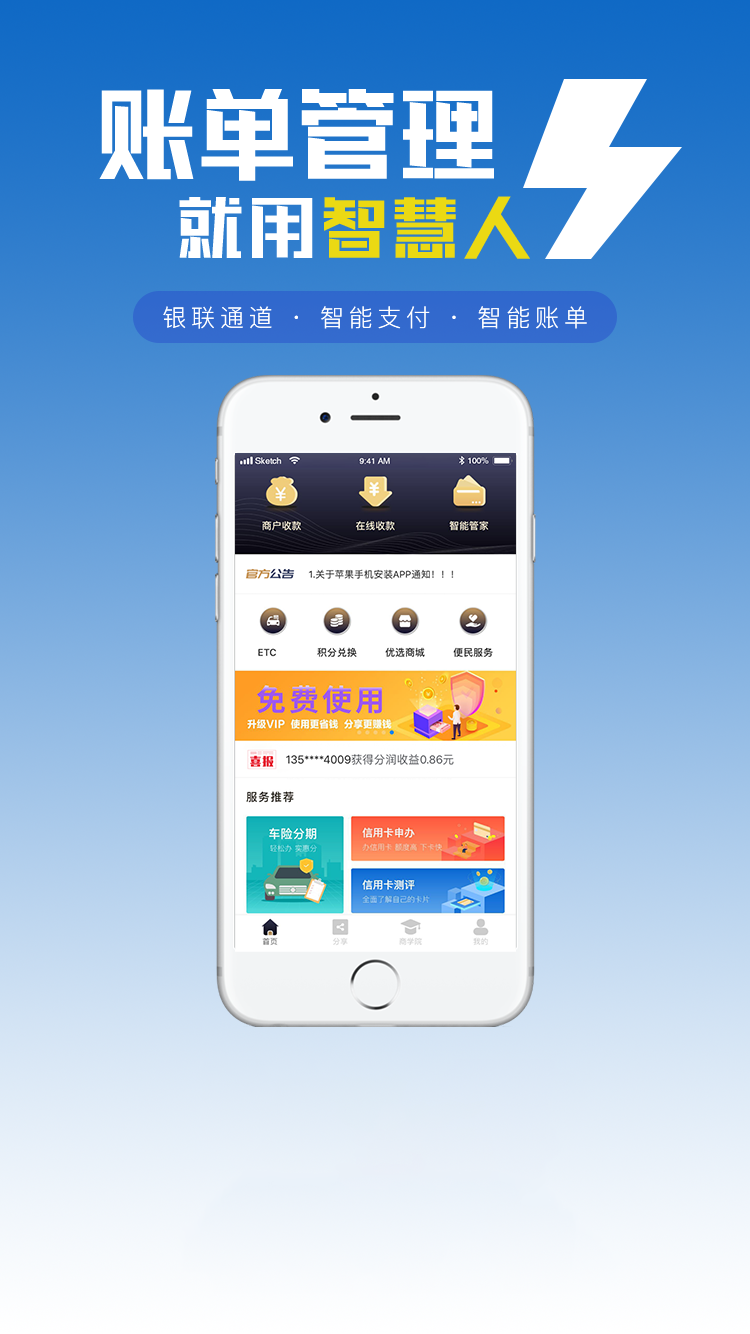 账单管理
就用智慧人
银联通道 · 智能支付 · 智能账单
Sketch 9:41 AM 100%
商户收款 在线收款 智能管家
官方公告 1.关于苹果手机安装APP通知！！！
ETC 积分兑换 优选商城 便民服务
免费使用
升级VIP 使用更省钱 分享更赚钱
喜报 135****4009获得分润收益0.86元
服务推荐
车险分期
轻松办 实惠分
信用卡申办
办信用卡 额度高 下卡快
信用卡测评
全面了解自己的卡片
首页 分享 商学院 我的